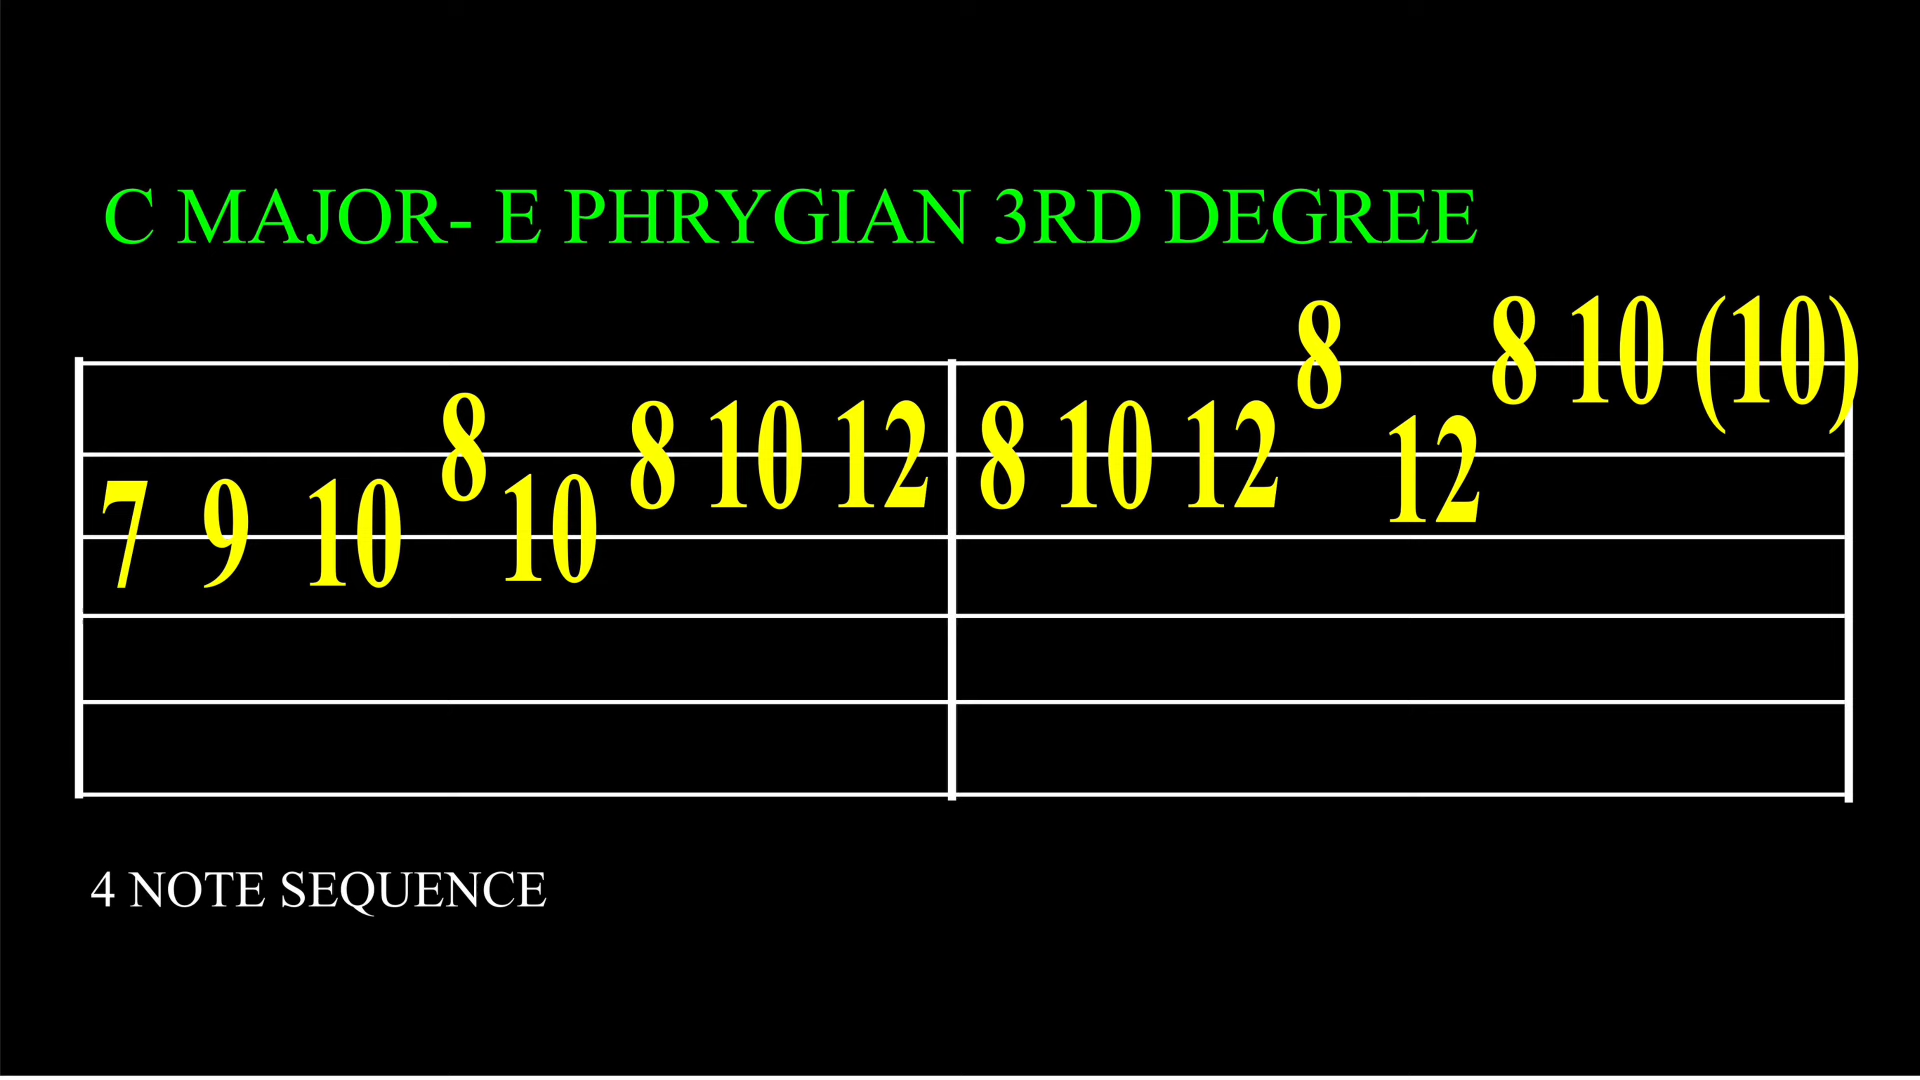 C MAJOR- E PHRYGIAN 3RD DEGREE
8 8 10 (10)
8 8 10 12 8 10 12 12
7 9 10 10
4 NOTE SEQUENCE